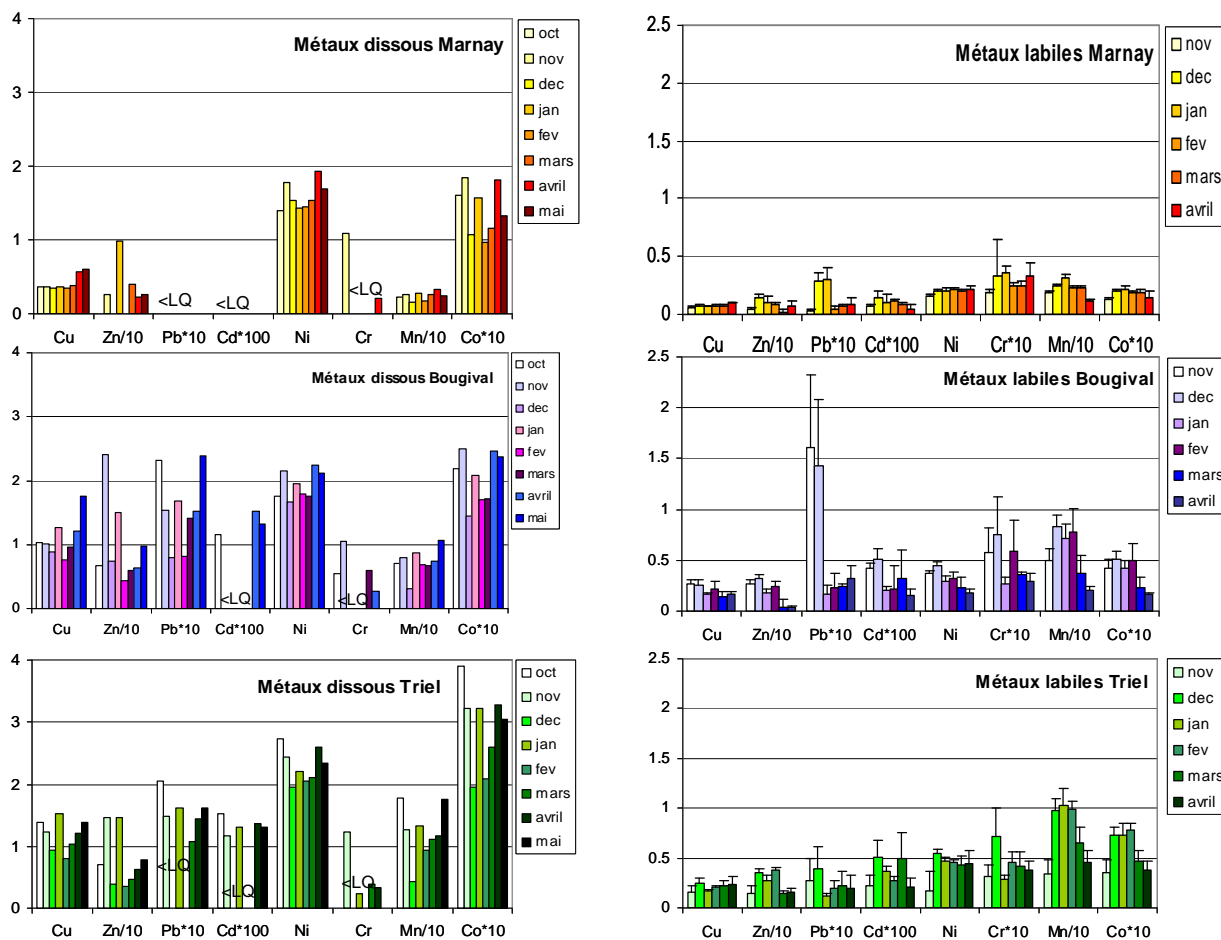 Métaux dissous Marnay
4
3
2
1
0
<LQ
<LQ
<LQ
Cu Zn/10 Pb*10 Cd*100 Ni Cr Mn/10 Co*10
oct
nov
dec
jan
fev
mars
avril
mai
Métaux labiles Marnay
2.5
2
1.5
1
0.5
0
Cu Zn/10 Pb*10 Cd*100 Ni Cr*10 Mn/10 Co*10
nov
dec
jan
fev
mars
avril
Métaux dissous Bougival
4
3
2
1
0
<LQ
<LQ
Cu Zn/10 Pb*10 Cd*100 Ni Cr Mn/10 Co*10
oct
nov
dec
jan
fev
mars
avril
mai
Métaux labiles Bougival
2.5
2
1.5
1
0.5
0
Cu Zn/10 Pb*10 Cd*100 Ni Cr*10 Mn/10 Co*10
nov
dec
jan
fev
mars
avril
Métaux dissous Triel
4
3
2
1
0
<LQ
<LQ
<LQ
Cu Zn/10 Pb*10 Cd*100 Ni Cr Mn/10 Co*10
oct
nov
dec
jan
fev
mars
avril
mai
Métaux labiles Triel
2.5
2
1.5
1
0.5
0
Cu Zn/10 Pb*10 Cd*100 Ni Cr*10 Mn/10 Co*10
nov
dec
jan
fev
mars
avril